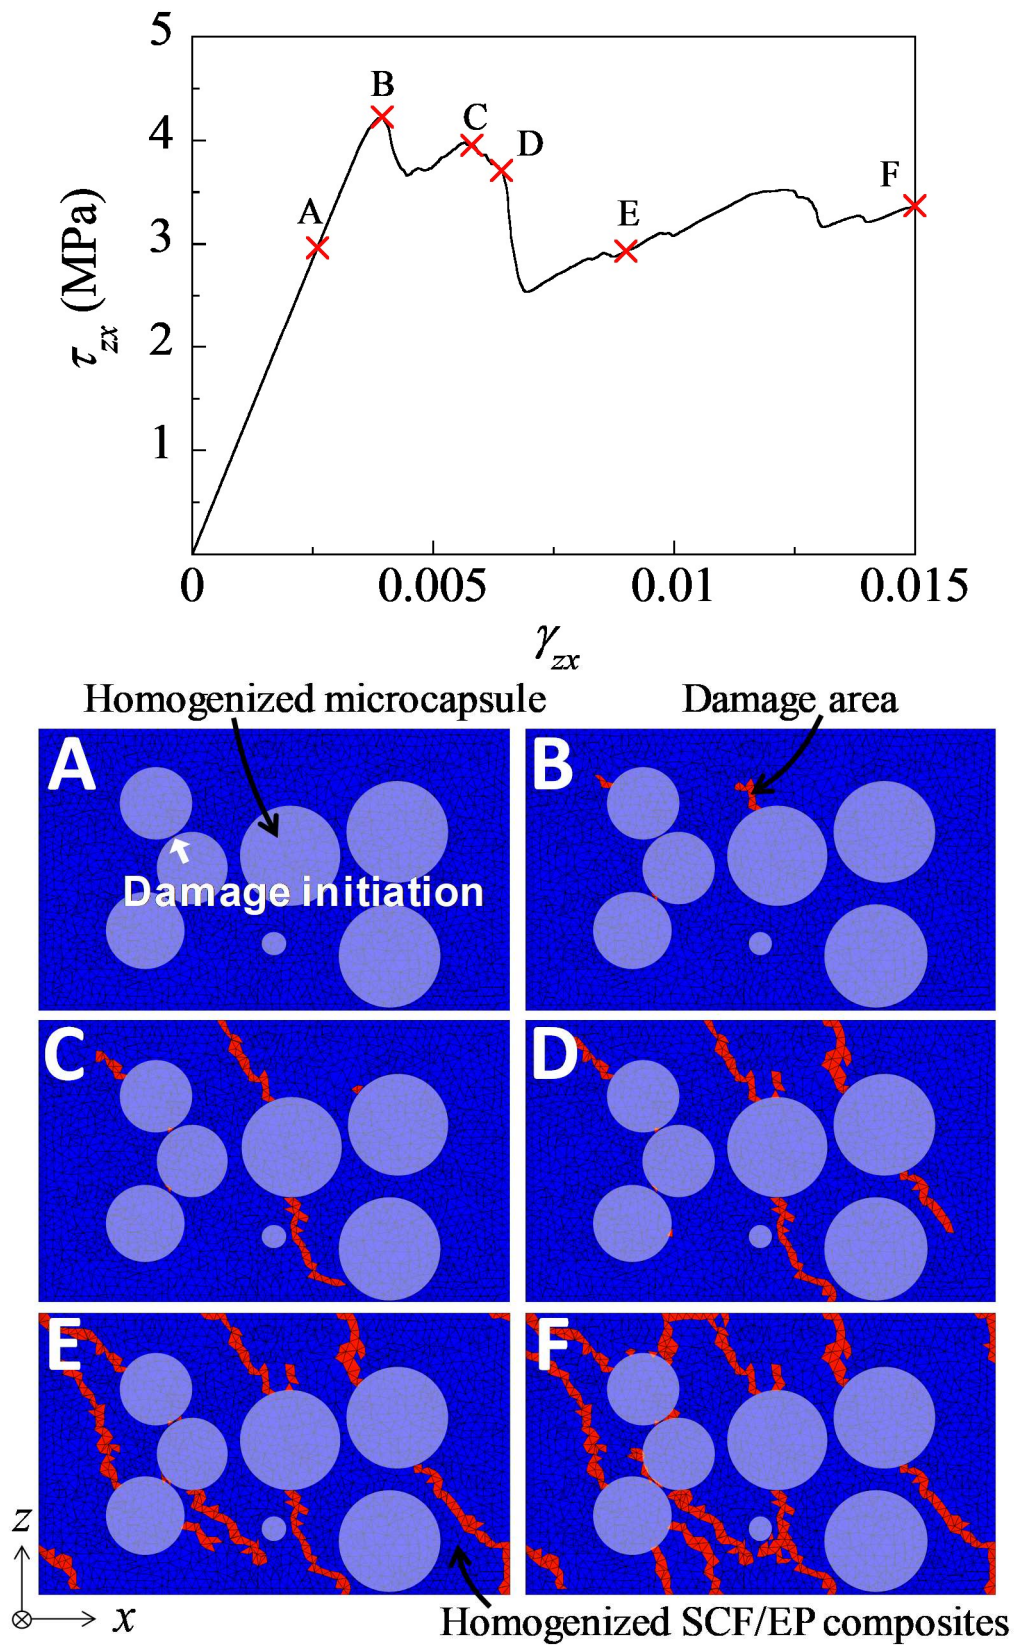 5
4
3
2
1
τzx (MPa)
A
B
C
D
E
F
0
0.005
0.01
0.015
γzx
Homogenized microcapsule
Damage area
A
B
Damage initiation
C
D
E
F
z
x
Homogenized SCF/EP composites